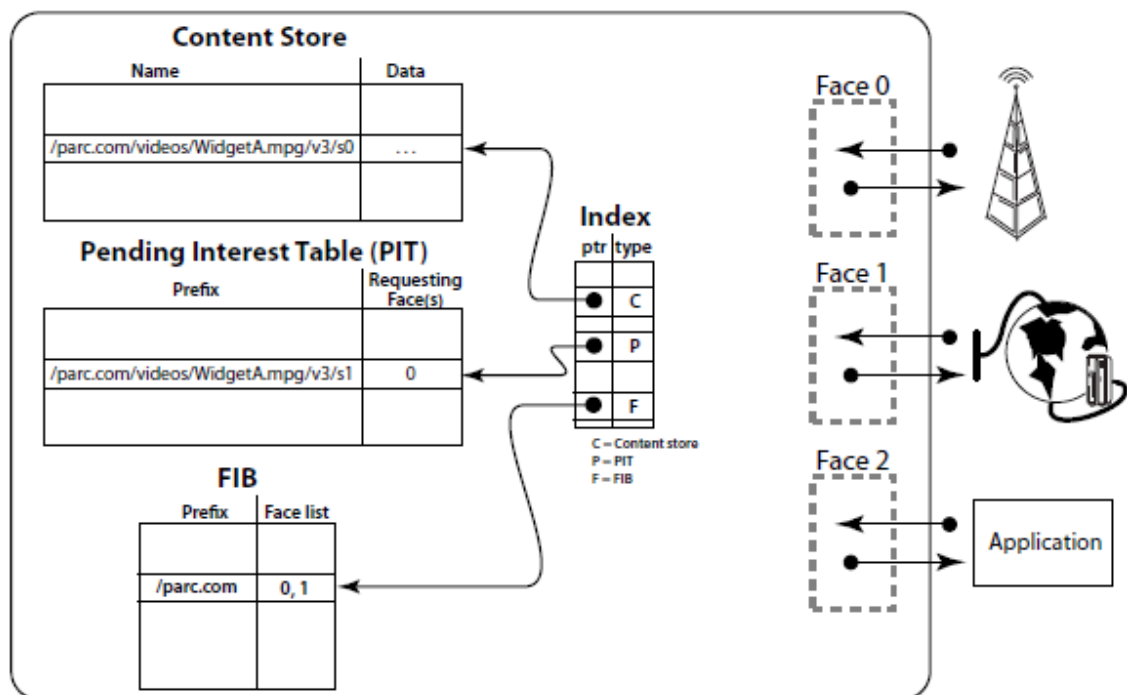 Content Store
Name Data
/parc.com/videos/WidgetA.mpg/v3/s0 ...
Pending Interest Table (PIT)
Prefix Requesting
Face(s)
/parc.com/videos/WidgetA.mpg/v3/s1 0
FIB
Prefix Face list
/parc.com 0, 1
Index
ptr type
C
P
F
C = Content store
P = PIT
F = FIB
Face 0
Face 1
Face 2
Application